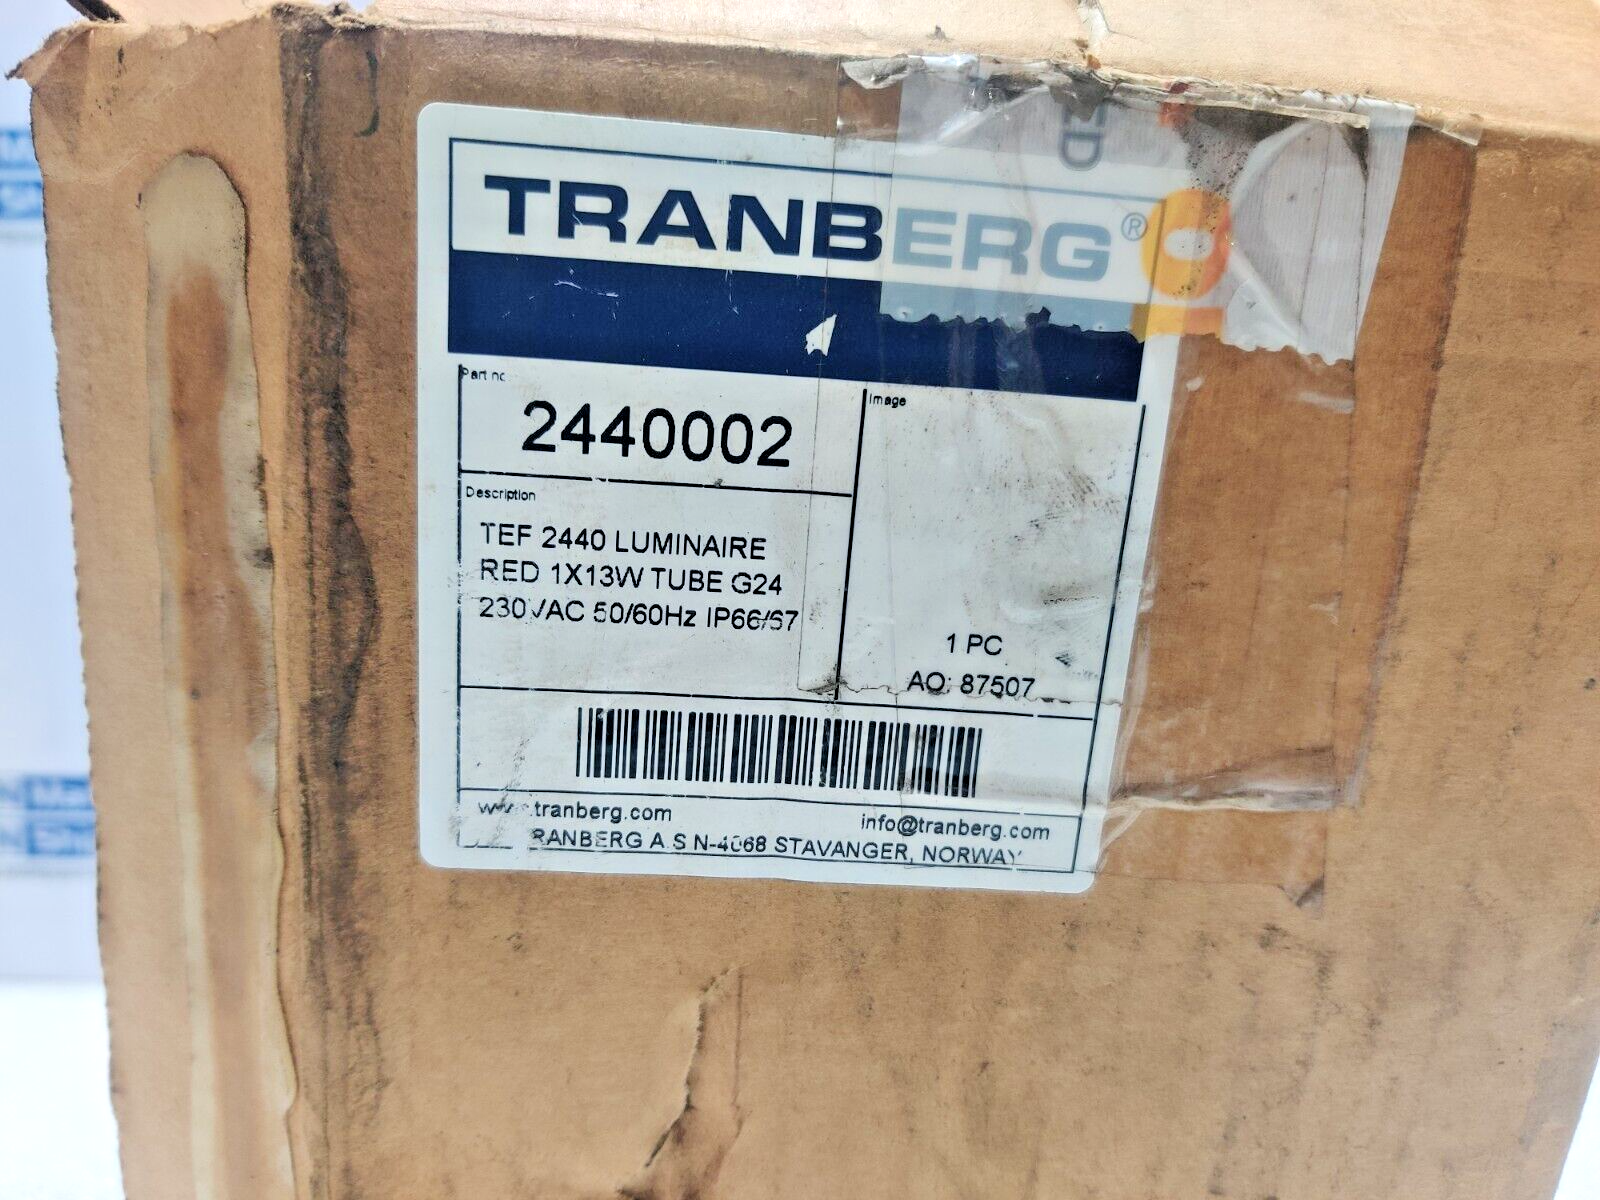 TRANBERG®
Part no
2440002
Image
Description
TEF 2440 LUMINAIRE
RED 1X13W TUBE G24
230VAC 50/60Hz IP66/67
1 PC
AO: 87507
www.tranberg.com
info@tranberg.com
TRANBERG A.S N-4068 STAVANGER, NORWAY